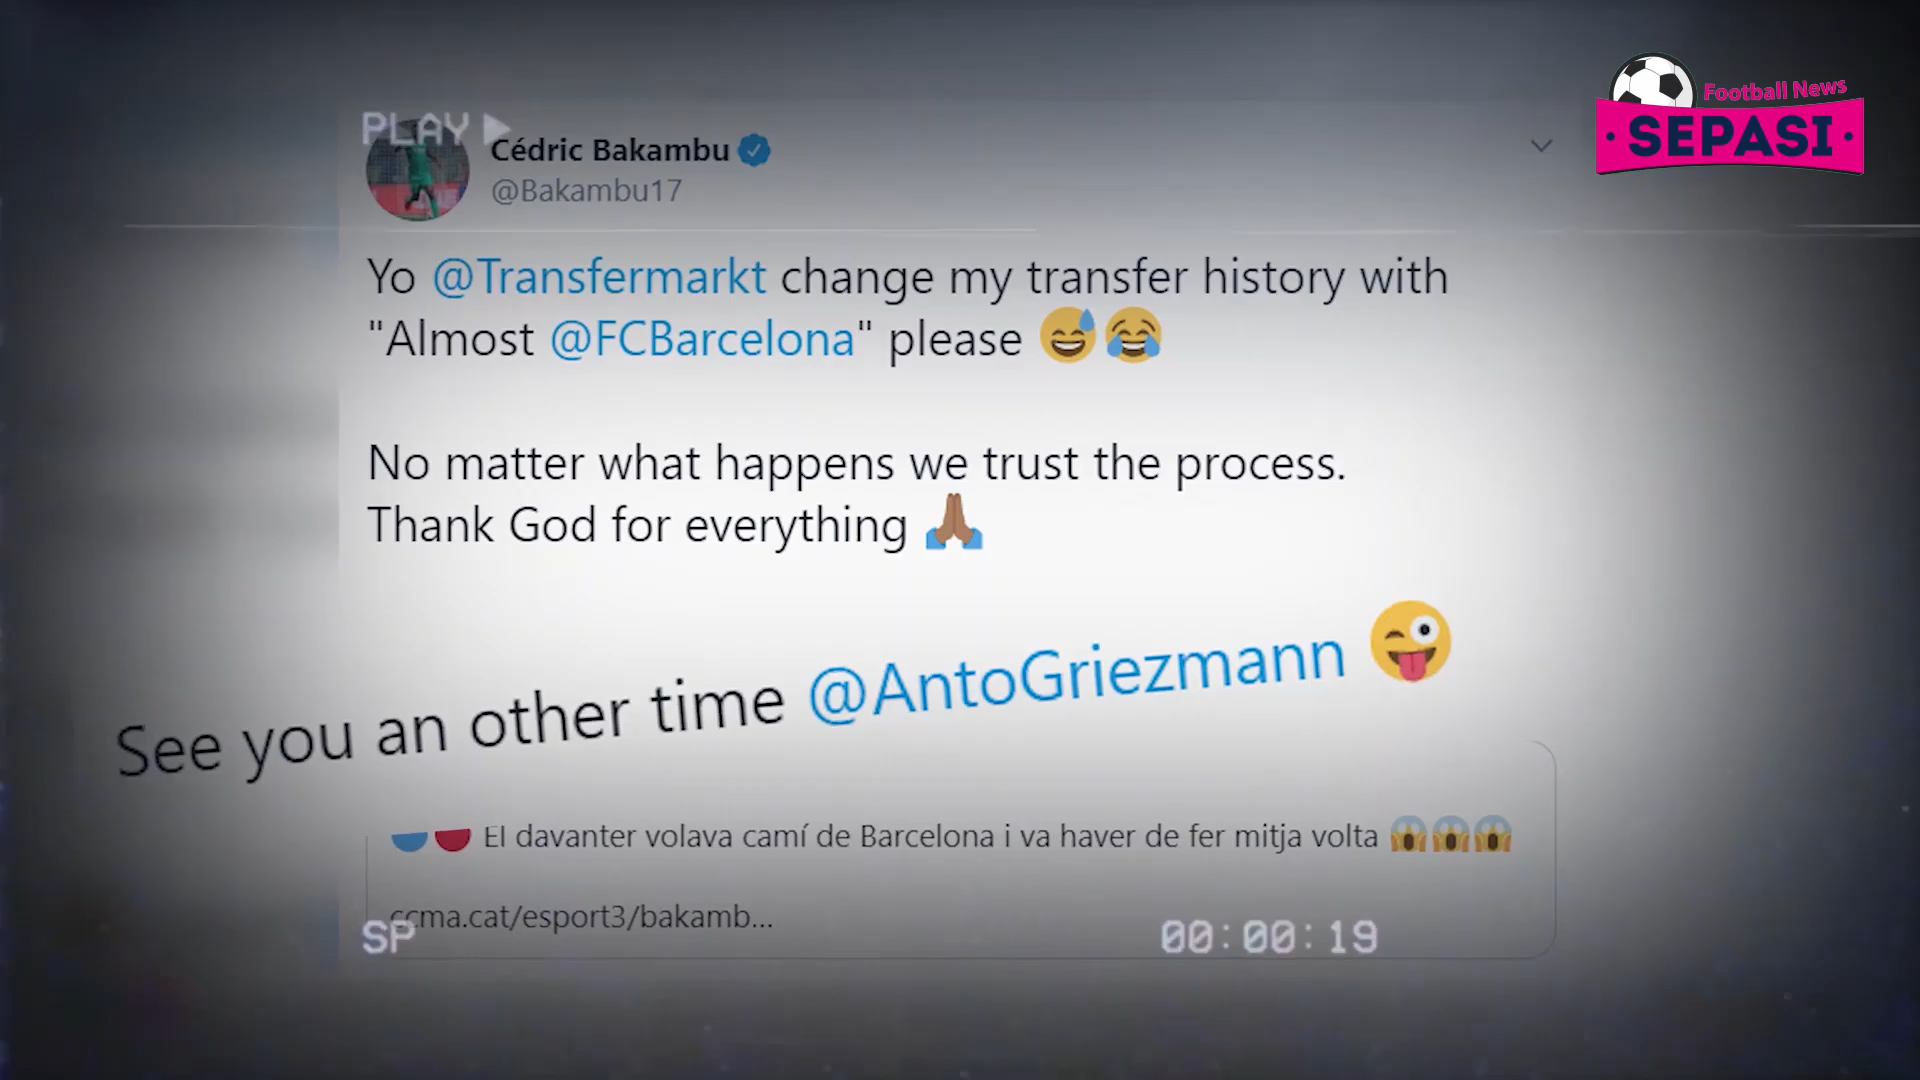 Football News
SEPASI
PLAY
Cédric Bakambu
@Bakambu17
Yo @Transfermarkt change my transfer history with
"Almost @FCBarcelona" please 😅😂
No matter what happens we trust the process.
Thank God for everything 🙏🏾
See you an other time @AntoGriezmann 😜
El davanter volava camí de Barcelona i va haver de fer mitja volta 😱😱😱
ccma.cat/esport3/bakamb...
SP
00:00:19